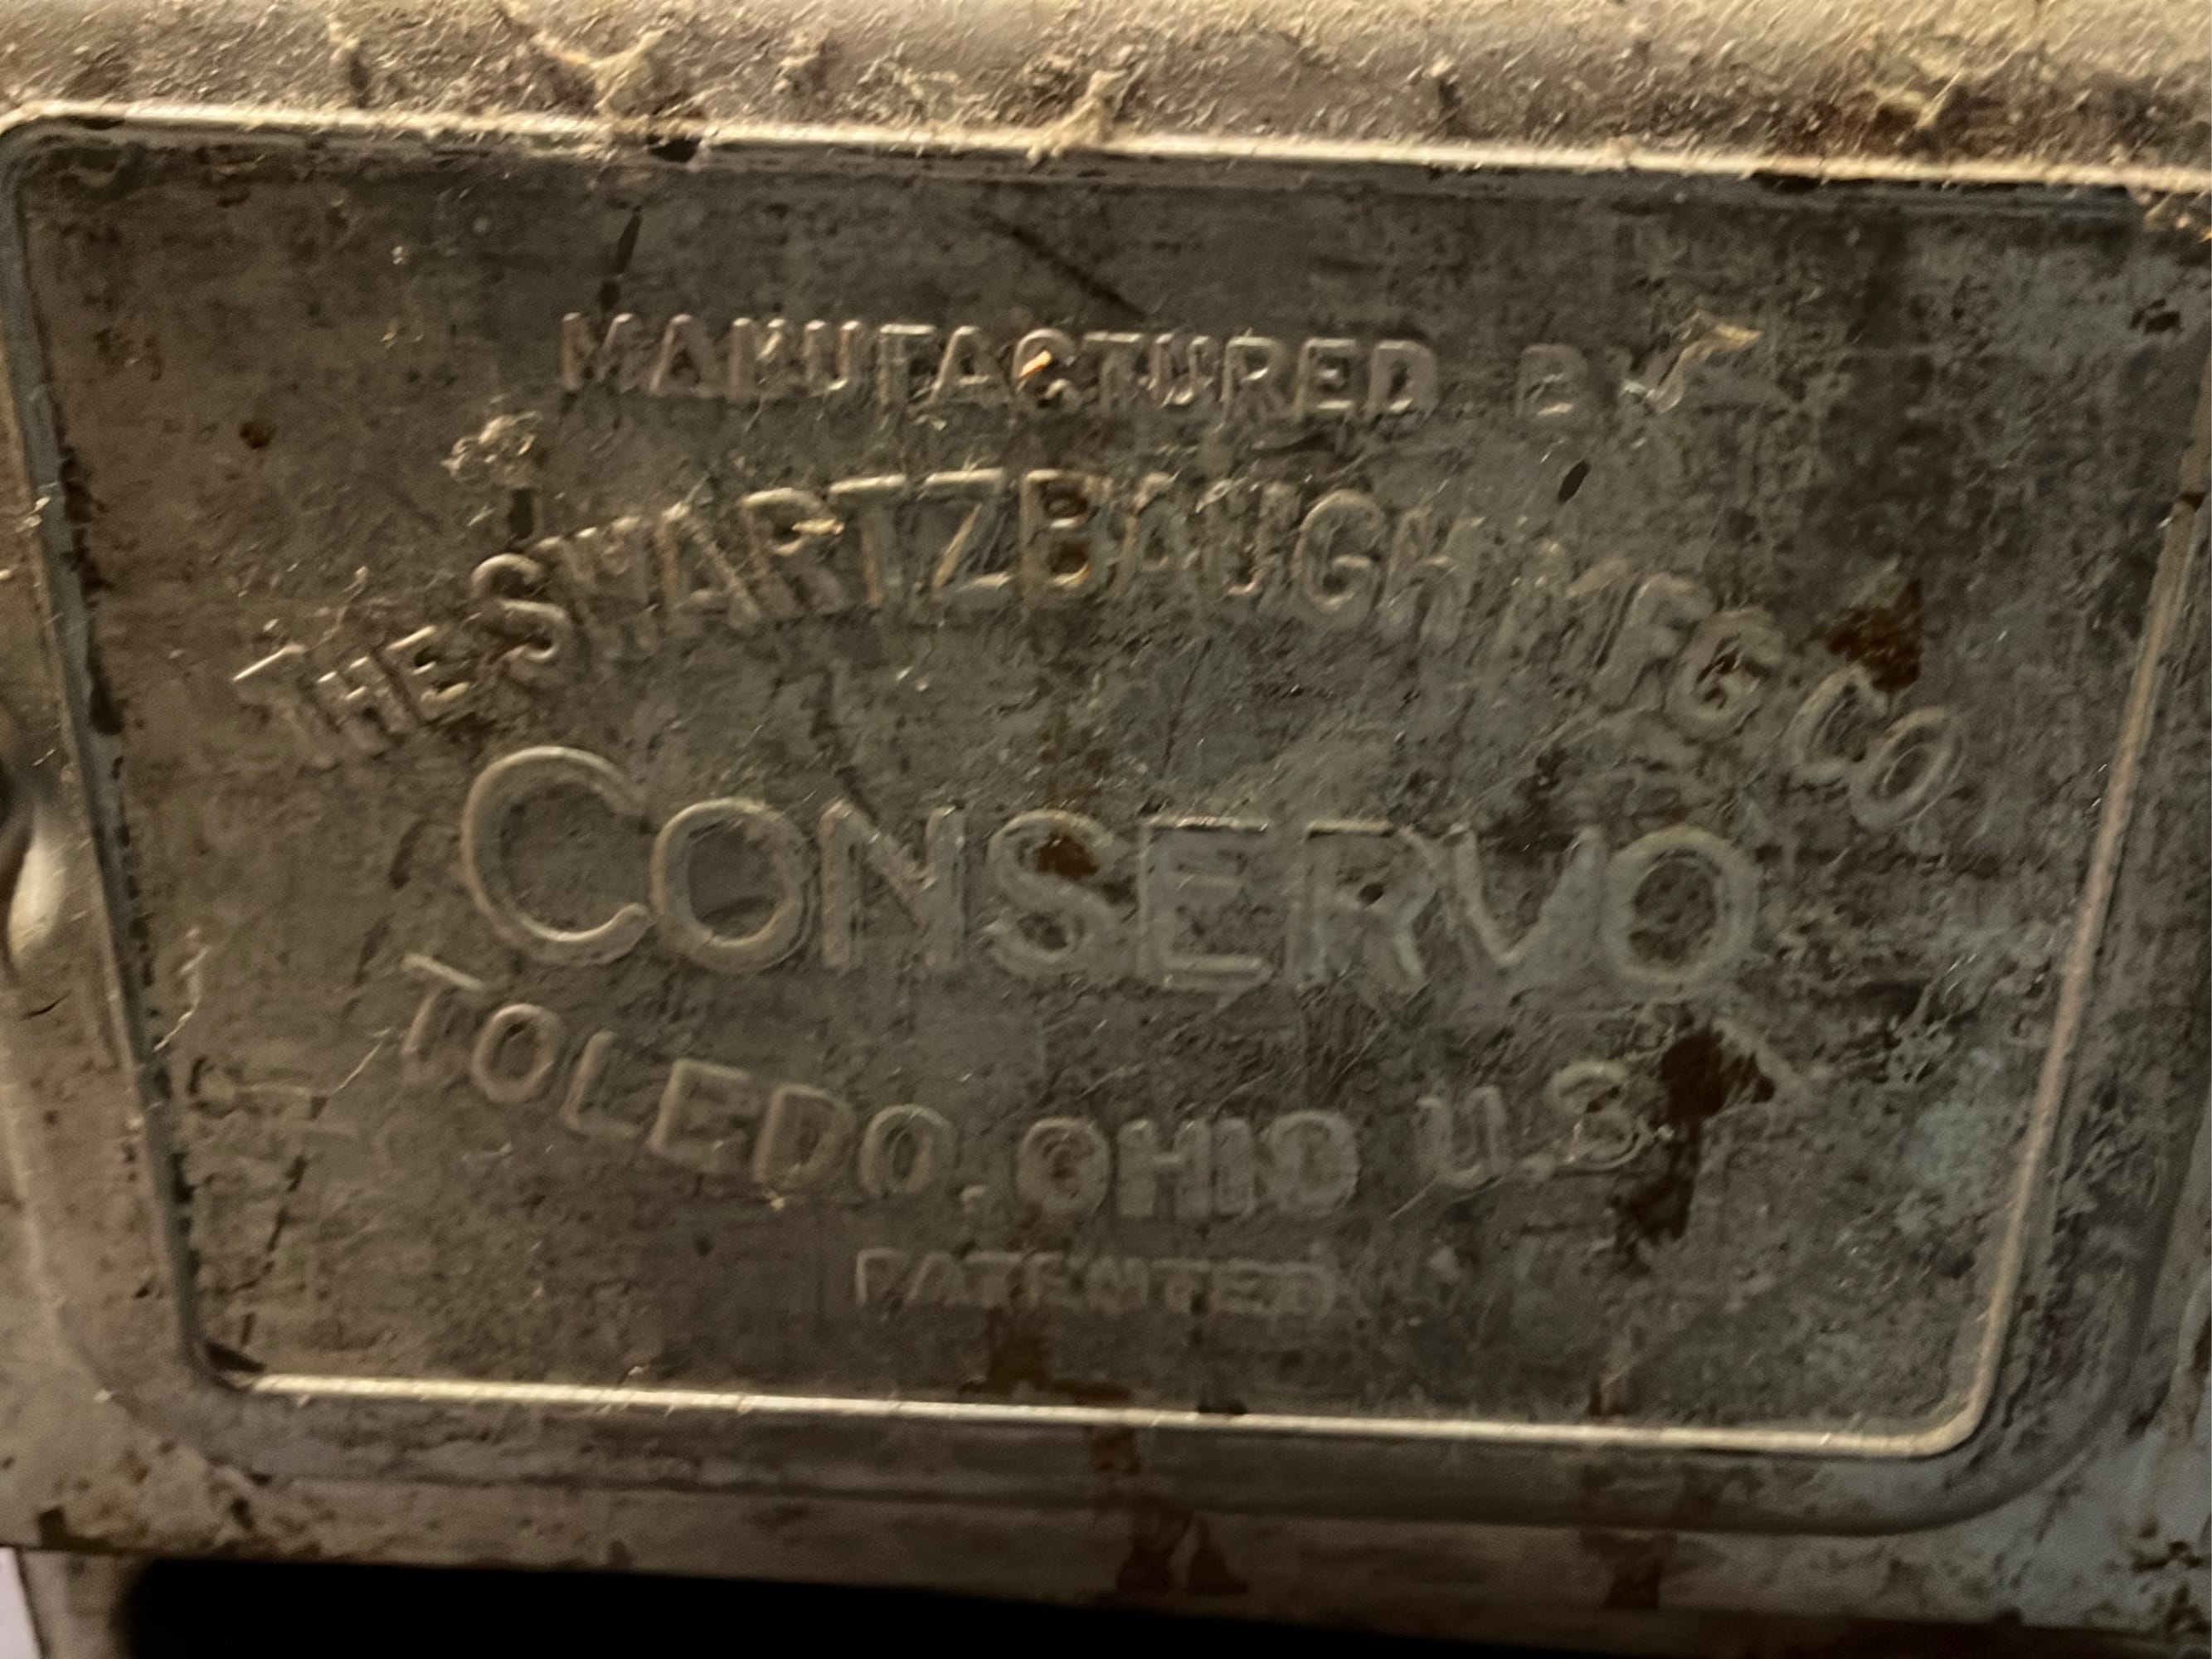 MANUFACTURED BY
THE SWARTZBAUGH MFG CO
CONSERVO
TOLEDO, OHIO U.S.
PATENTED